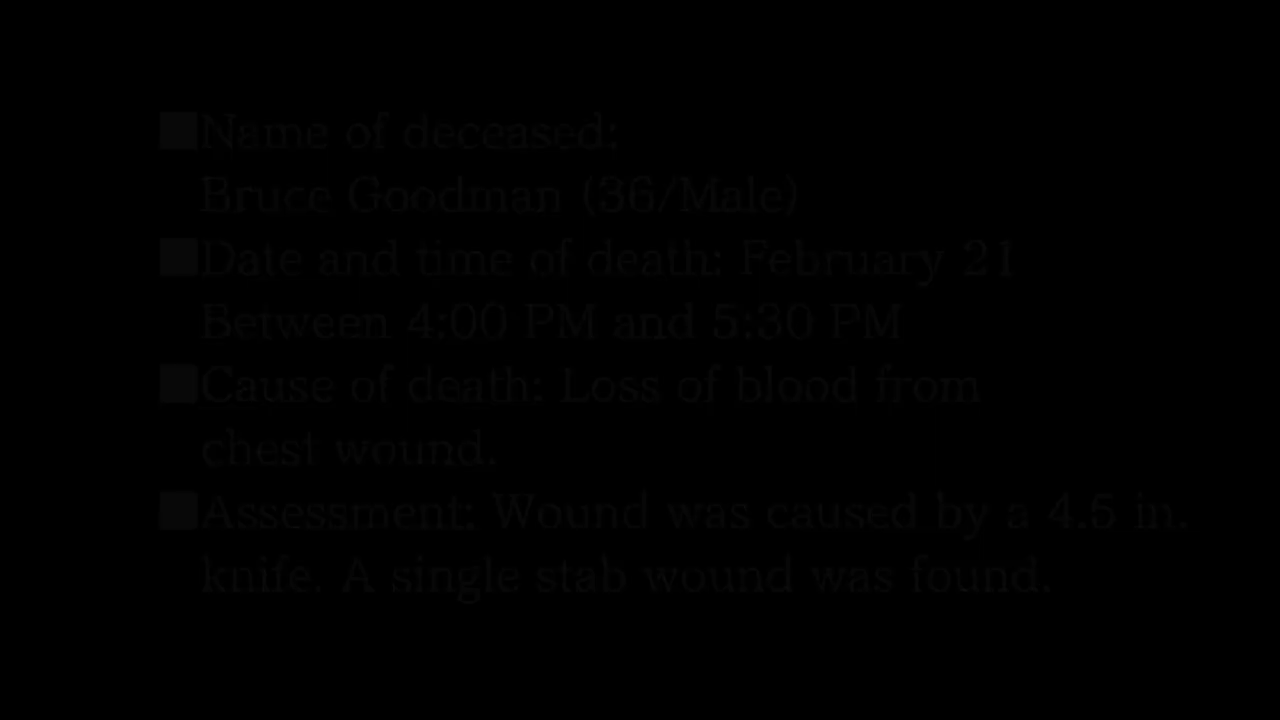 ■Name of deceased:
Bruce Goodman (36/Male)
■Date and time of death: February 21
Between 4:00 PM and 5:30 PM
■Cause of death: Loss of blood from
chest wound.
■Assessment: Wound was caused by a 4.5 in.
knife. A single stab wound was found.